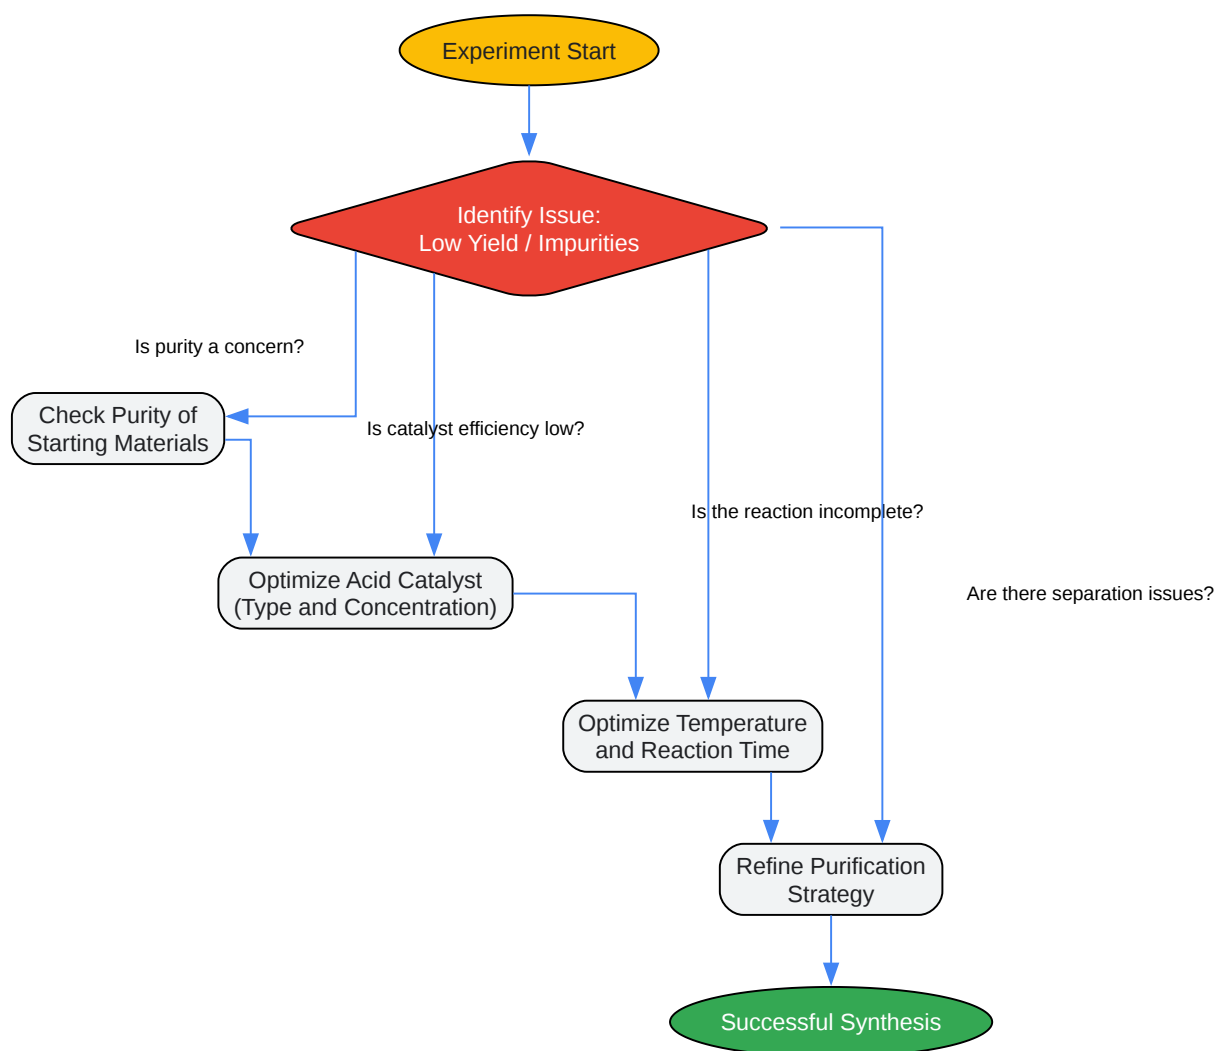 Experiment Start
Identify Issue:
Low Yield / Impurities
Is purity a concern?
Check Purity of
Starting Materials
Is catalyst efficiency low?
Is the reaction incomplete?
Optimize Acid Catalyst
(Type and Concentration)
Are there separation issues?
Optimize Temperature
and Reaction Time
Refine Purification
Strategy
Successful Synthesis